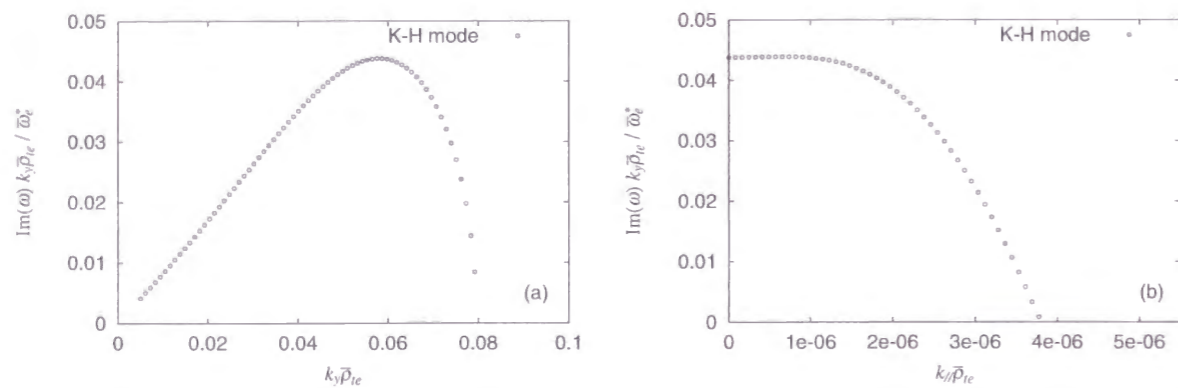 0.05
0.04
0.03
0.02
0.01
0
0
0.02
0.04
0.06
0.08
0.1
K-H mode
(a)
Im(ω) k_yρ̄_te / ω̄*_e
k_yρ̄_te
0.05
0.04
0.03
0.02
0.01
0
0
1e-06
2e-06
3e-06
4e-06
5e-06
K-H mode
(b)
Im(ω) k_yρ̄_te / ω̄*_e
k_//ρ̄_te